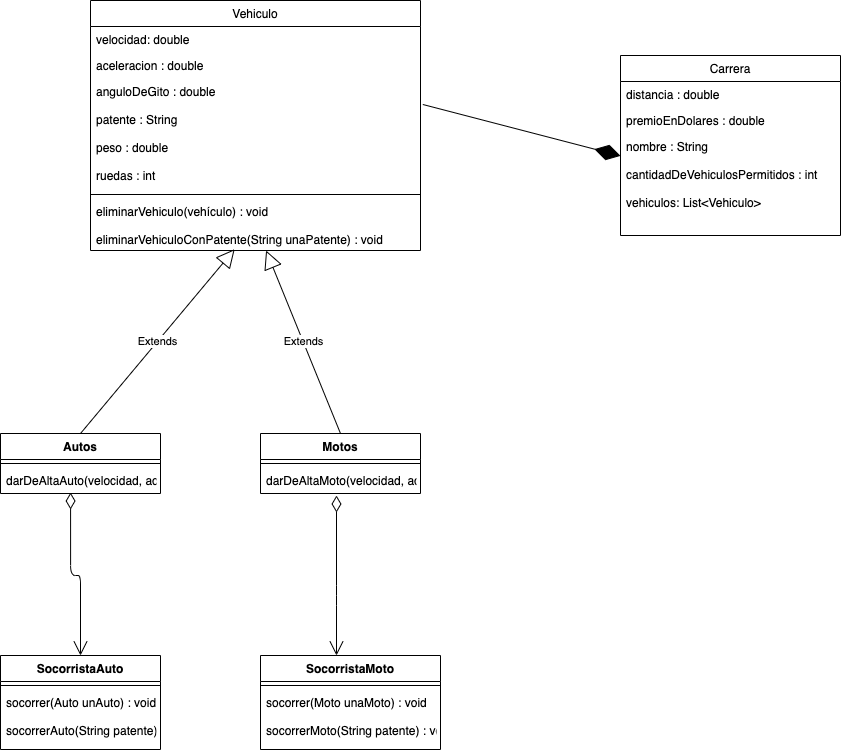 Vehiculo
velocidad: double
aceleracion : double
anguloDeGito : double
patente : String
peso : double
ruedas : int
eliminarVehiculo(vehículo) : void
eliminarVehiculoConPatente(String unaPatente) : void
Carrera
distancia : double
premioEnDolares : double
nombre : String
cantidadDeVehiculosPermitidos : int
vehiculos: List<Vehiculo>
Extends
Extends
Autos
darDeAltaAuto(velocidad, ac
Motos
darDeAltaMoto(velocidad, ac
SocorristaAuto
socorrer(Auto unAuto) : void
socorrerAuto(String patente)
SocorristaMoto
socorrer(Moto unaMoto) : void
socorrerMoto(String patente) : v